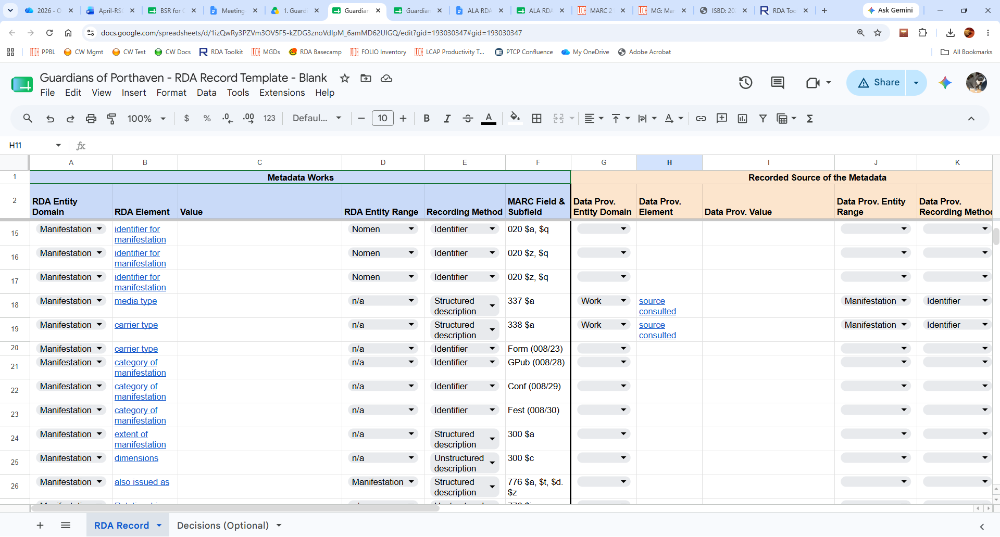 2026 - O
April-RS
BSR for C
Meeting
1. Guard
Guardian
Guardian
ALA RDA
ALA RDA
MARC 2
MG: Mar
ISBD: 20
RDA Too
Ask Gemini
docs.google.com/spreadsheets/d/1izQwRy3PZVm3OV5F5-kZDG3znoVdIpM_6amMD62UIGQ/edit?gid=193030347#gid=193030347
PPBL CW Mgmt CW Test CW Docs RDA Toolkit MGDs RDA Basecamp FOLIO Inventory LCAP Productivity T... PTCP Confluence My OneDrive Adobe Acrobat All Bookmarks
Guardians of Porthaven - RDA Record Template - Blank
File Edit View Insert Format Data Tools Extensions Help
Share
100% $ % .0 .00 123 Defaul... 10 B I A
H11 fx
A B C D E F G H I J K
1 Metadata Works Recorded Source of the Metadata
2 RDA Entity Domain RDA Element Value RDA Entity Range Recording Method MARC Field & Subfield Data Prov. Entity Domain Data Prov. Element Data Prov. Value Data Prov. Entity Range Data Prov. Recording Method
15 Manifestation identifier for manifestation Nomen Identifier 020 $a, $q
16 Manifestation identifier for manifestation Nomen Identifier 020 $z, $q
17 Manifestation identifier for manifestation Nomen Identifier 020 $z, $q
18 Manifestation media type n/a Structured description 337 $a Work source consulted Manifestation Identifier
19 Manifestation carrier type n/a Structured description 338 $a Work source consulted Manifestation Identifier
20 Manifestation carrier type n/a Identifier Form (008/23)
21 Manifestation category of manifestation n/a Identifier GPub (008/28)
22 Manifestation category of manifestation n/a Identifier Conf (008/29)
23 Manifestation category of manifestation n/a Identifier Fest (008/30)
24 Manifestation extent of manifestation n/a Structured description 300 $a
25 Manifestation dimensions n/a Unstructured description 300 $c
26 Manifestation also issued as Manifestation Structured description 776 $a, $t, $d. $z
RDA Record Decisions (Optional)